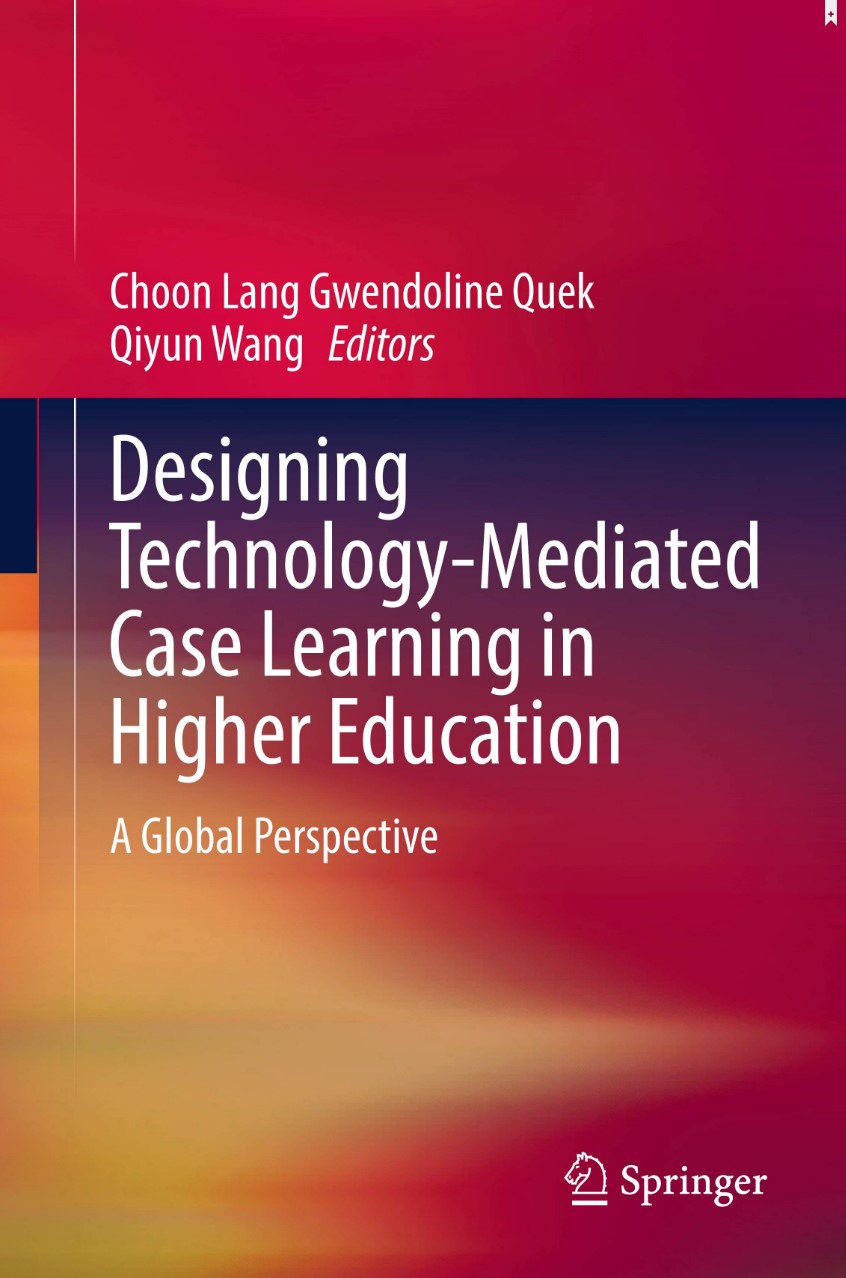 Choon Lang Gwendoline Quek
Qiyun Wang Editors
Designing
Technology-Mediated
Case Learning in
Higher Education
A Global Perspective
Springer